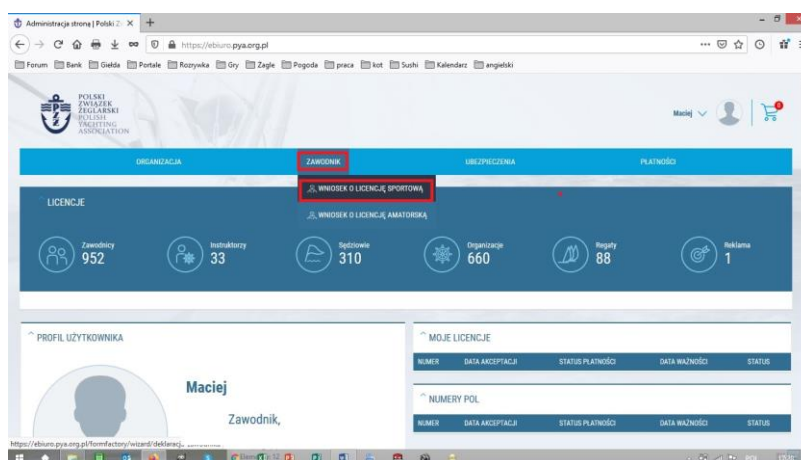 Administracja stroną | Polski Z
https://ebiuro.pya.org.pl
Forum Bank Giełda Portale Rozrywka Gry Żagle Pogoda praca kot Sushi Kalendarz angielski
POLSKI
ZWIĄZEK
ŻEGLARSKI
POLISH
YACHTING
ASSOCIATION
Maciej
0
ORGANIZACJA ZAWODNIK UBEZPIECZENIA PŁATNOŚCI
WNIOSEK O LICENCJĘ SPORTOWĄ
WNIOSEK O LICENCJĘ AMATORSKĄ
LICENCJE
Zawodnicy Instruktorzy Sędziowie Organizacje Regaty Reklama
952 33 310 660 88 1
PROFIL UŻYTKOWNIKA
Maciej
Zawodnik,
MOJE LICENCJE
NUMER DATA AKCEPTACJI STATUS PŁATNOŚCI DATA WAŻNOŚCI STATUS
NUMERY POL
NUMER DATA AKCEPTACJI STATUS PŁATNOŚCI DATA WAŻNOŚCI STATUS
https://ebiuro.pya.org.pl/formfactory/wizard/deklaracj